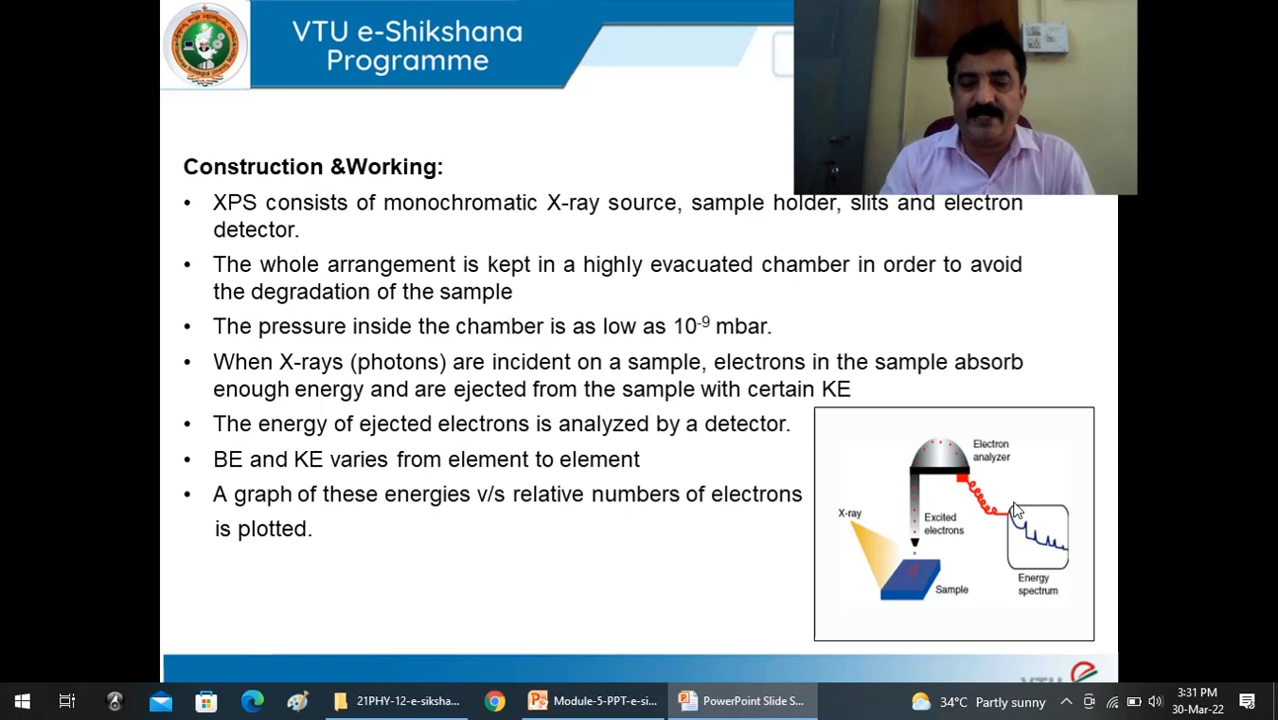 VTU e-Shikshana
Programme
Construction &Working:
• XPS consists of monochromatic X-ray source, sample holder, slits and electron
detector.
• The whole arrangement is kept in a highly evacuated chamber in order to avoid
the degradation of the sample
• The pressure inside the chamber is as low as 10⁻⁹ mbar.
• When X-rays (photons) are incident on a sample, electrons in the sample absorb
enough energy and are ejected from the sample with certain KE
• The energy of ejected electrons is analyzed by a detector.
• BE and KE varies from element to element
• A graph of these energies v/s relative numbers of electrons
is plotted.
Electron
analyzer
X-ray
Excited
electrons
Sample
Energy
spectrum
VTU
21PHY-12-e-siksha...
Module-5-PPT-e-si...
PowerPoint Slide S...
34°C Partly sunny
3:31 PM
30-Mar-22